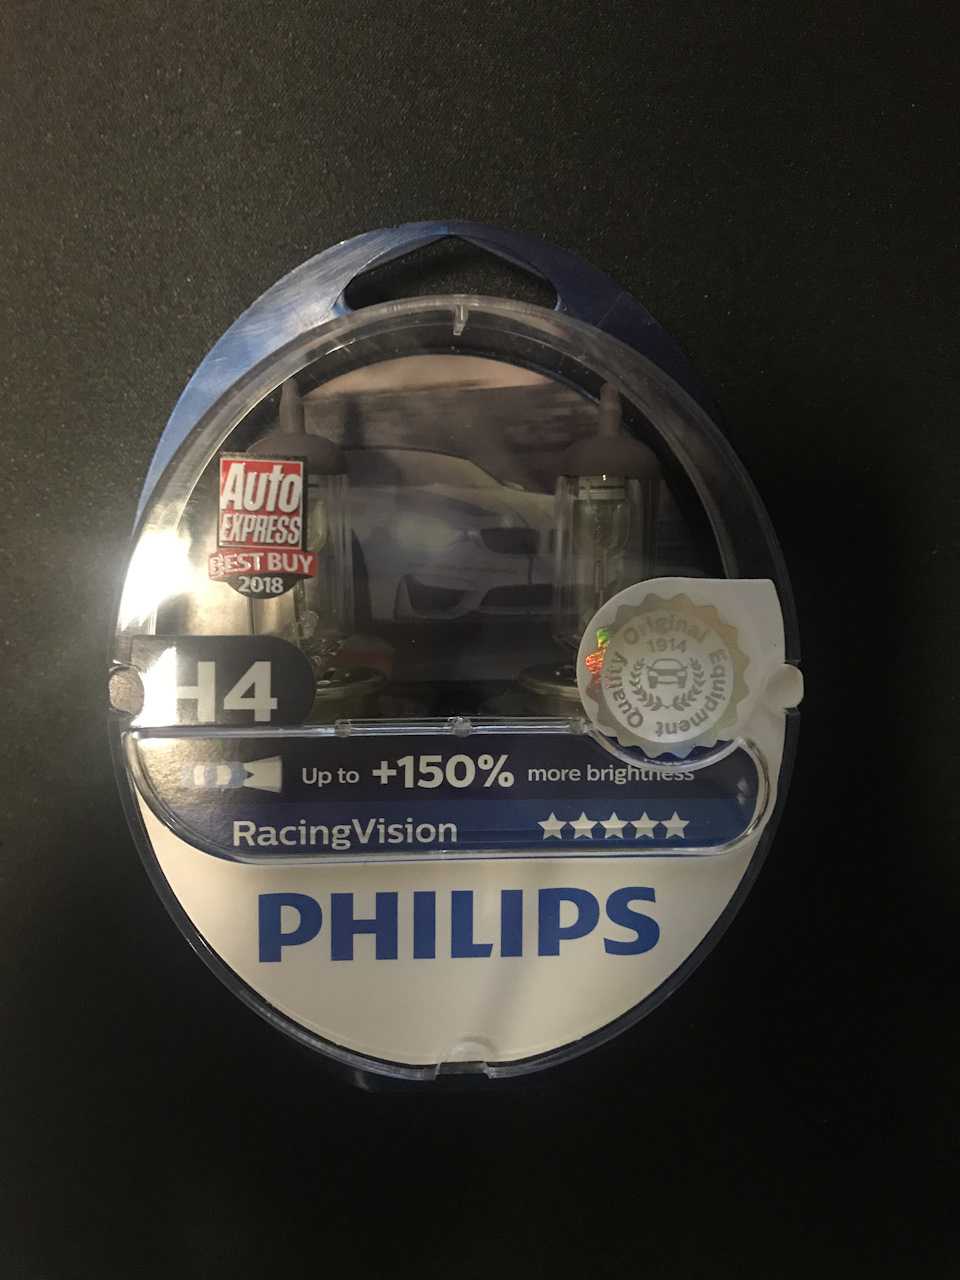 Auto
EXPRESS
BEST BUY
2018
H4
Original Equipment Quality
1914
Up to +150% more brightness
RacingVision
PHILIPS